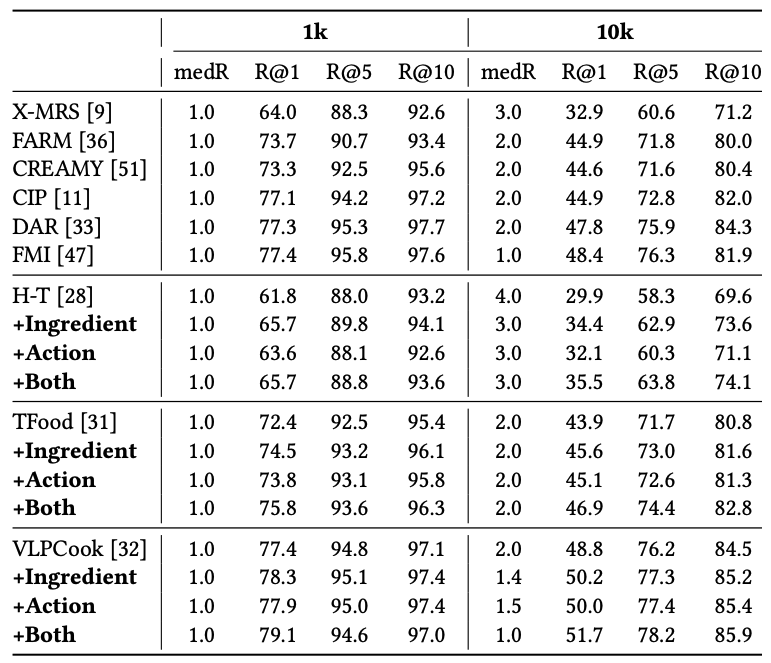 1k 10k
medR R@1 R@5 R@10 medR R@1 R@5 R@10
X-MRS [9] 1.0 64.0 88.3 92.6 3.0 32.9 60.6 71.2
FARM [36] 1.0 73.7 90.7 93.4 2.0 44.9 71.8 80.0
CREAMY [51] 1.0 73.3 92.5 95.6 2.0 44.6 71.6 80.4
CIP [11] 1.0 77.1 94.2 97.2 2.0 44.9 72.8 82.0
DAR [33] 1.0 77.3 95.3 97.7 2.0 47.8 75.9 84.3
FMI [47] 1.0 77.4 95.8 97.6 1.0 48.4 76.3 81.9
H-T [28] 1.0 61.8 88.0 93.2 4.0 29.9 58.3 69.6
+Ingredient 1.0 65.7 89.8 94.1 3.0 34.4 62.9 73.6
+Action 1.0 63.6 88.1 92.6 3.0 32.1 60.3 71.1
+Both 1.0 65.7 88.8 93.6 3.0 35.5 63.8 74.1
TFood [31] 1.0 72.4 92.5 95.4 2.0 43.9 71.7 80.8
+Ingredient 1.0 74.5 93.2 96.1 2.0 45.6 73.0 81.6
+Action 1.0 73.8 93.1 95.8 2.0 45.1 72.6 81.3
+Both 1.0 75.8 93.6 96.3 2.0 46.9 74.4 82.8
VLPCook [32] 1.0 77.4 94.8 97.1 2.0 48.8 76.2 84.5
+Ingredient 1.0 78.3 95.1 97.4 1.4 50.2 77.3 85.2
+Action 1.0 77.9 95.0 97.4 1.5 50.0 77.4 85.4
+Both 1.0 79.1 94.6 97.0 1.0 51.7 78.2 85.9